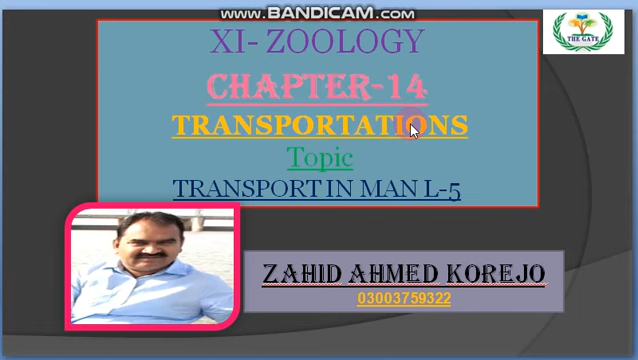 www.BANDICAM.com
XI- ZOOLOGY
CHAPTER-14
TRANSPORTATIONS
Topic
TRANSPORT IN MAN L-5
THE GATE
ZAHID AHMED KOREJO
03003759322